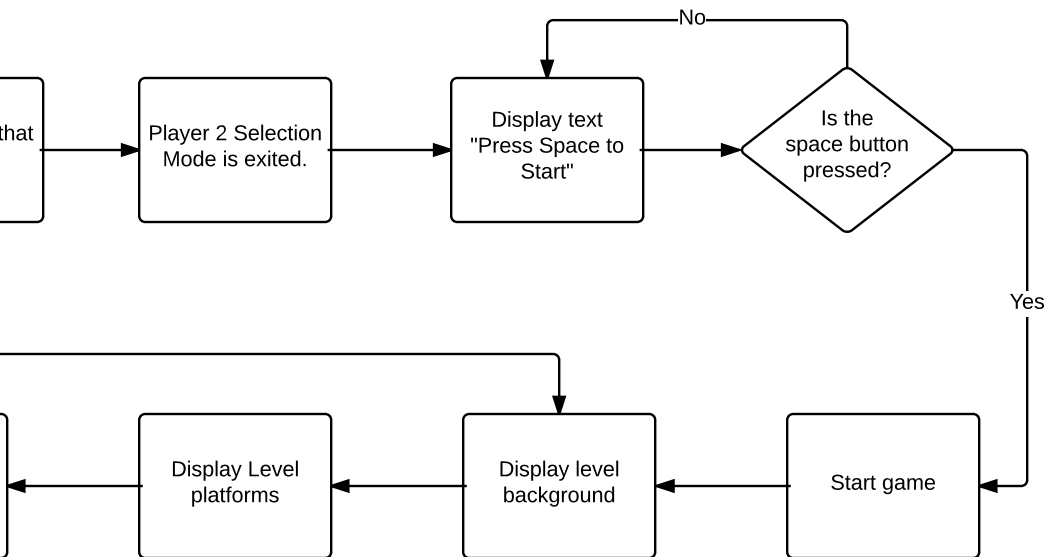 No
that
Player 2 Selection
Mode is exited.
Display text
"Press Space to
Start"
Is the
space button
pressed?
Yes
Display Level
platforms
Display level
background
Start game